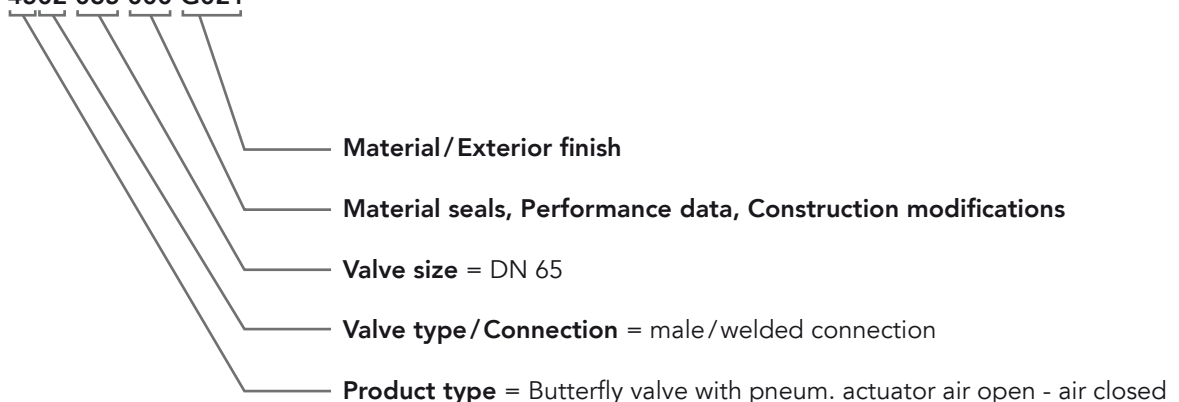 Material/Exterior finish
Material seals, Performance data, Construction modifications
Valve size = DN 65
Valve type/Connection = male/welded connection
Product type = Butterfly valve with pneum. actuator air open - air closed